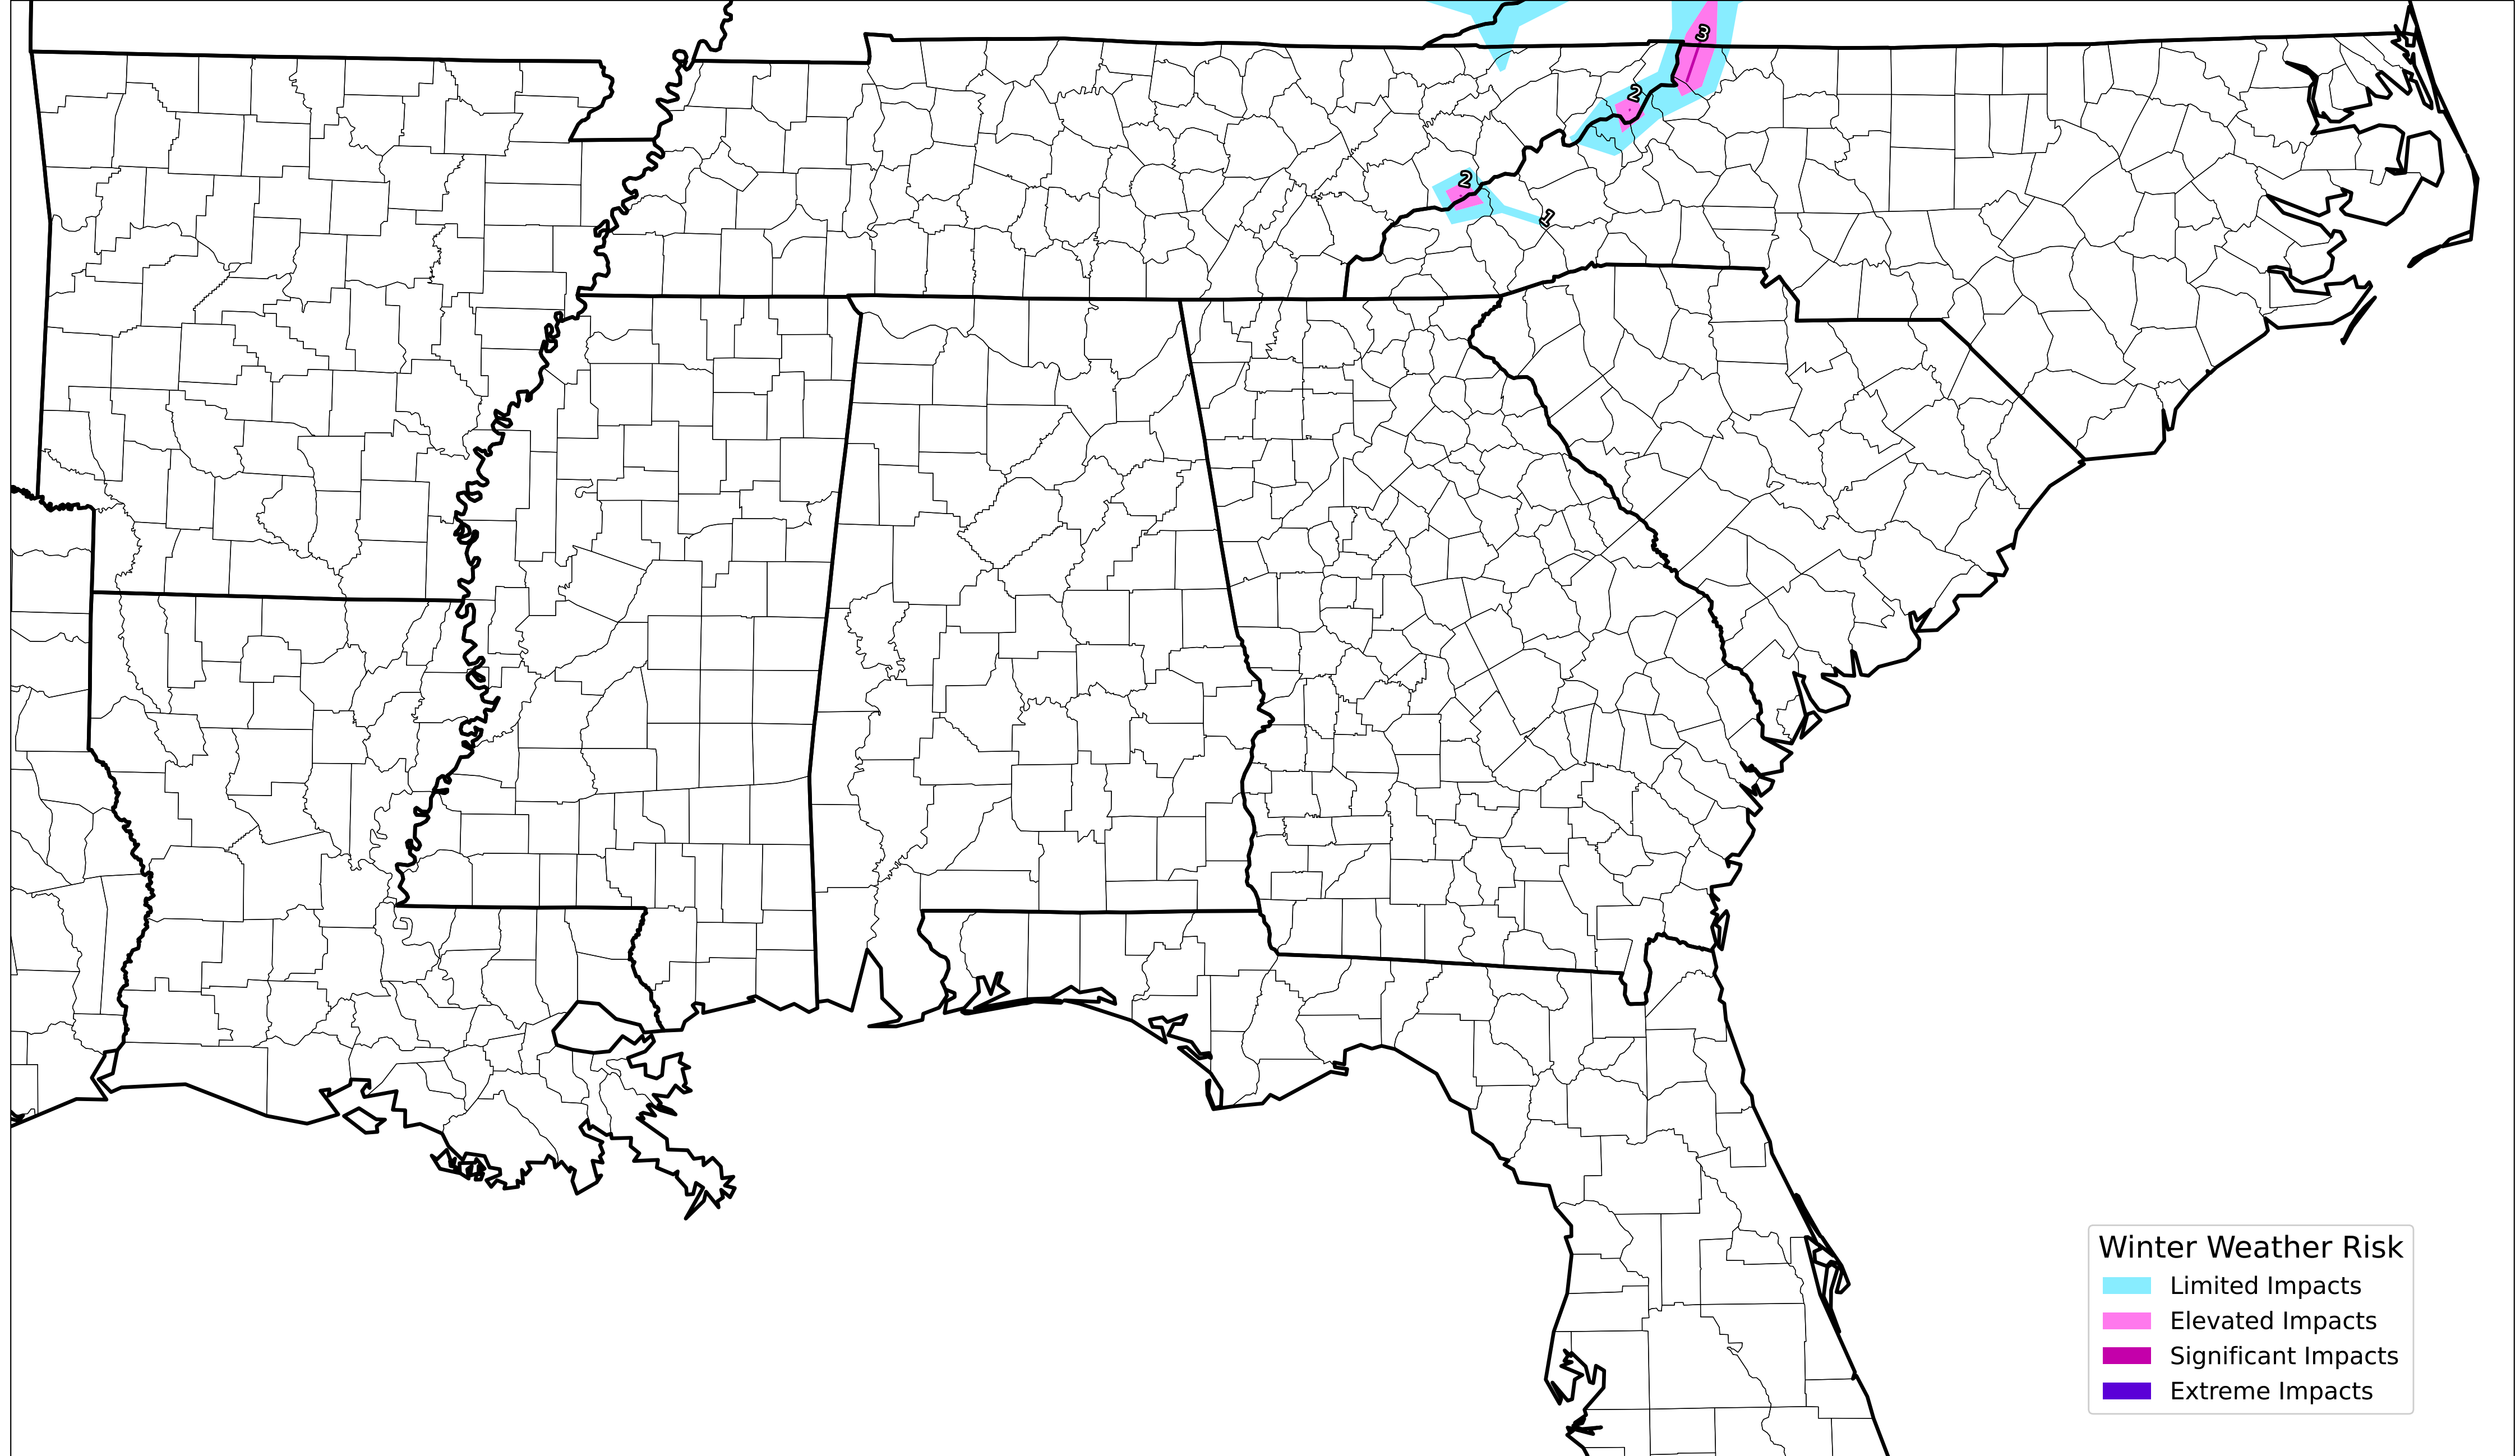 3
2
2
1
Winter Weather Risk
Limited Impacts
Elevated Impacts
Significant Impacts
Extreme Impacts